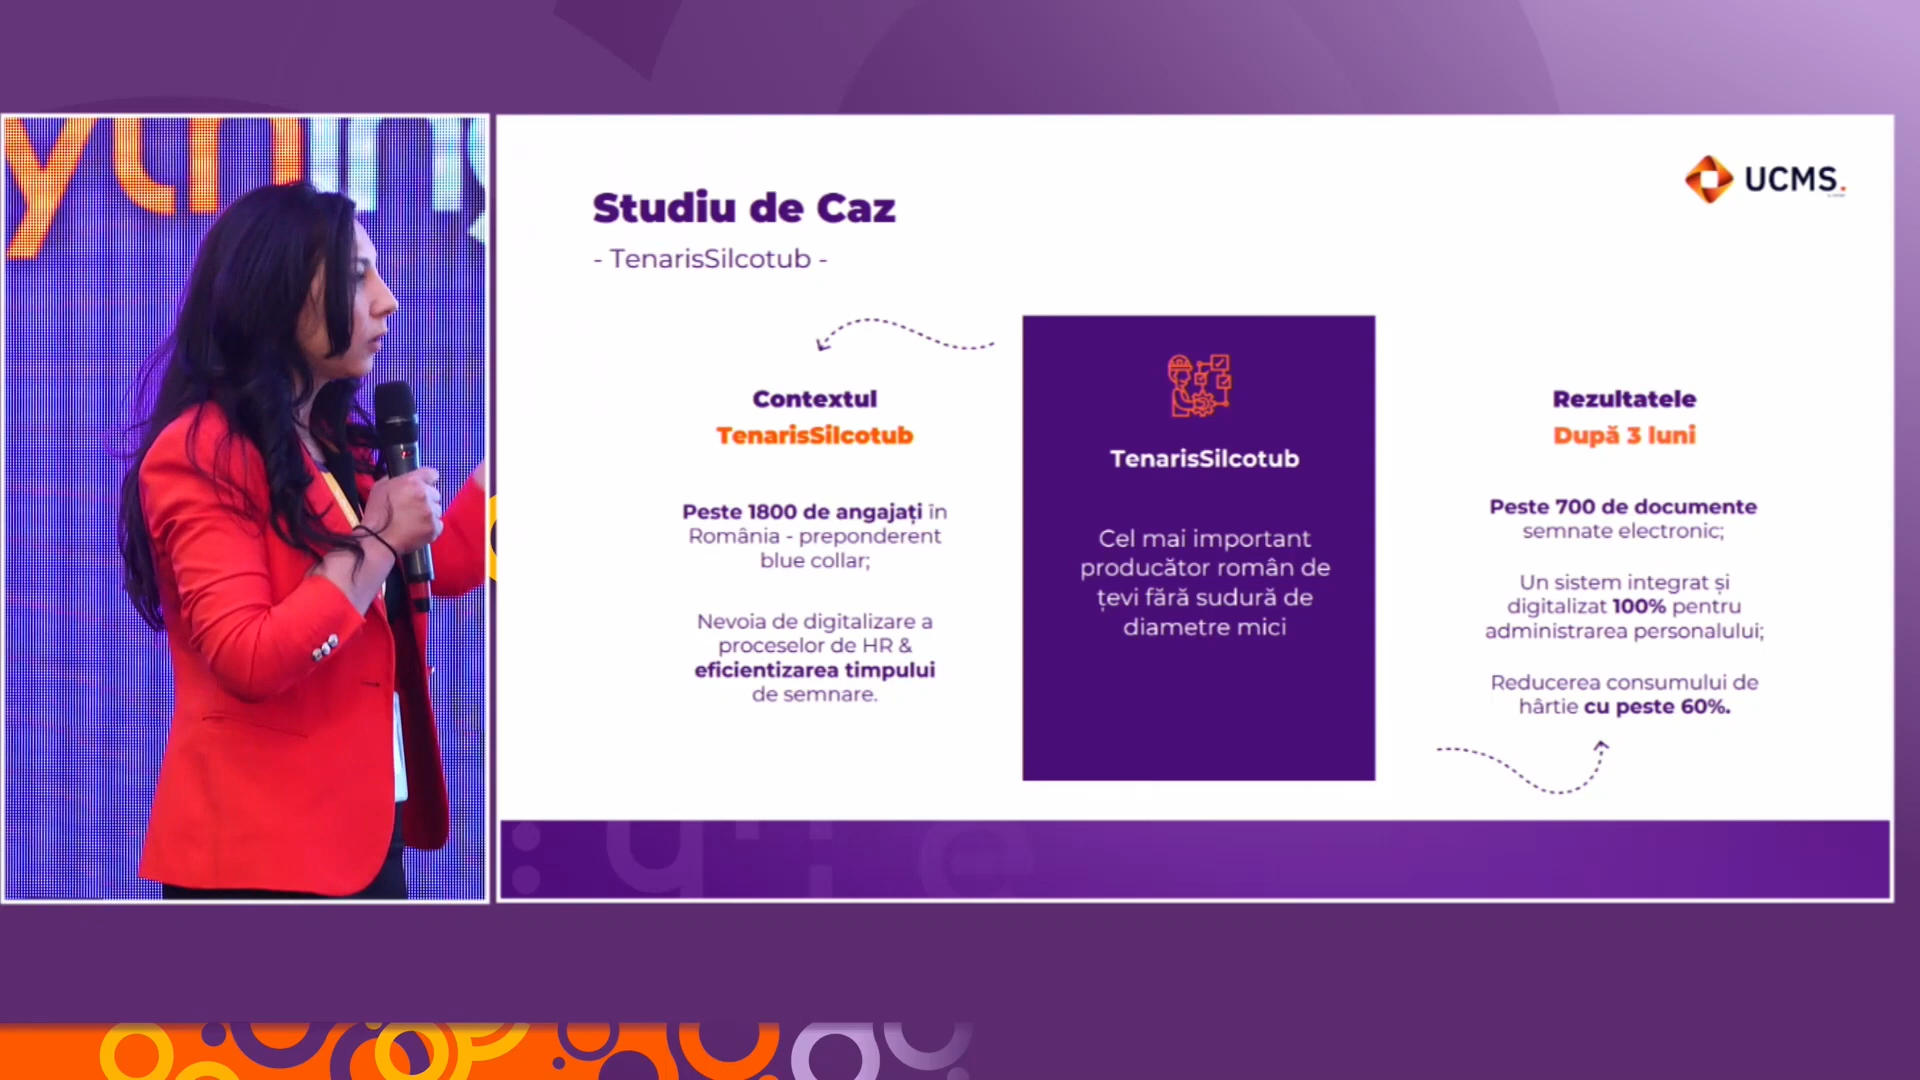 ything
UCMS.
Studiu de Caz
- TenarisSilcotub -
Contextul
TenarisSilcotub
Peste 1800 de angajați în
România - preponderent
blue collar;
Nevoia de digitalizare a
proceselor de HR &
eficientizarea timpului
de semnare.
TenarisSilcotub
Cel mai important
producător român de
țevi fără sudură de
diametre mici
Rezultatele
După 3 luni
Peste 700 de documente
semnate electronic;
Un sistem integrat și
digitalizat 100% pentru
administrarea personalului;
Reducerea consumului de
hârtie cu peste 60%.